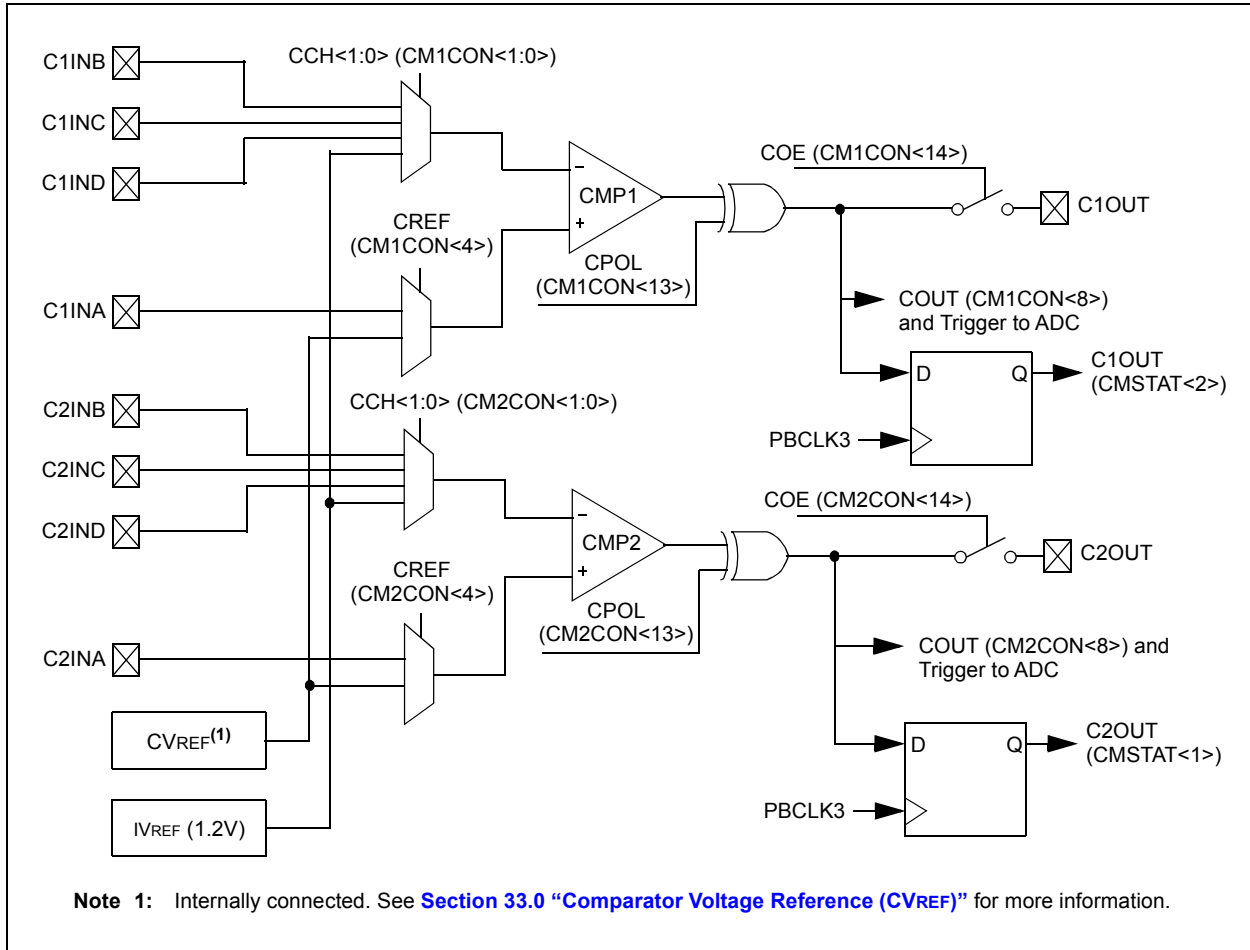 C1INB
CCH<1:0> (CM1CON<1:0>)
C1INC
C1IND
COE (CM1CON<14>)
−
CMP1
+
C1OUT
CREF
(CM1CON<4>)
CPOL
(CM1CON<13>)
C1INA
COUT (CM1CON<8>)
and Trigger to ADC
D
Q
C1OUT
(CMSTAT<2>)
PBCLK3
C2INB
CCH<1:0> (CM2CON<1:0>)
C2INC
C2IND
COE (CM2CON<14>)
−
CMP2
+
C2OUT
CREF
(CM2CON<4>)
CPOL
(CM2CON<13>)
C2INA
COUT (CM2CON<8>) and
Trigger to ADC
CVREF(1)
D
Q
C2OUT
(CMSTAT<1>)
PBCLK3
IVREF (1.2V)
Note 1: Internally connected. See Section 33.0 “Comparator Voltage Reference (CVREF)” for more information.